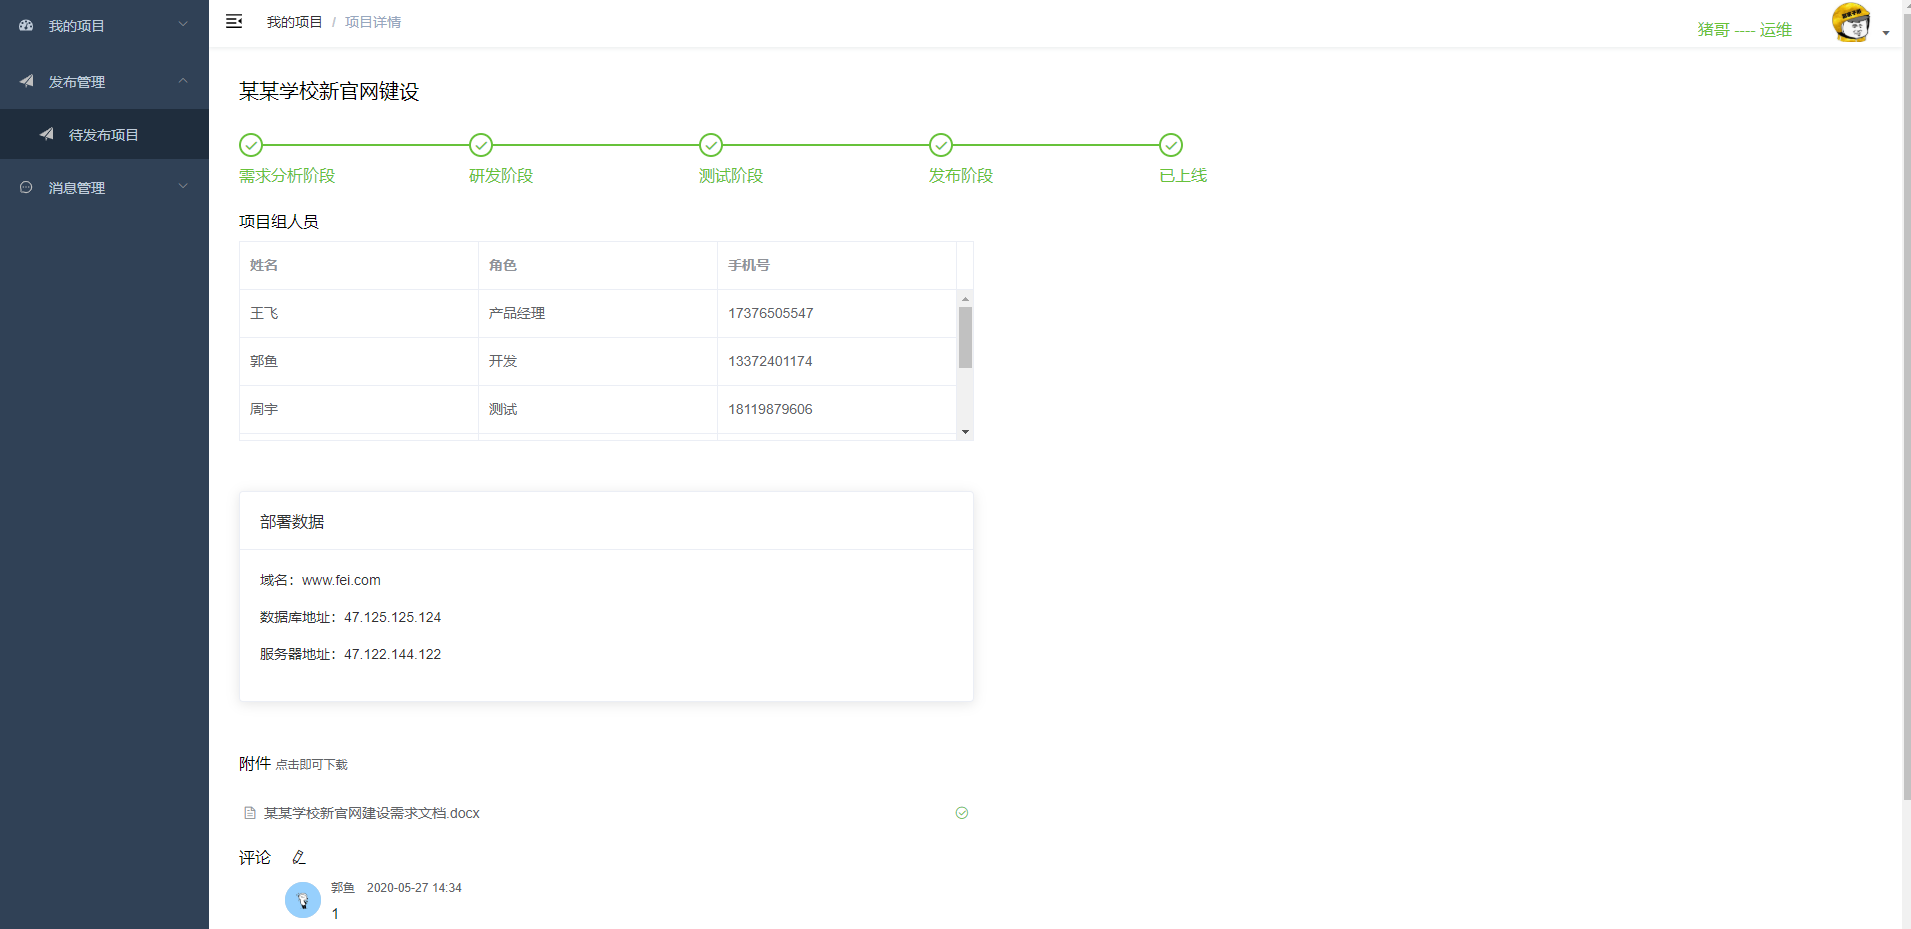 我的项目
发布管理
待发布项目
消息管理
我的项目 / 项目详情
猪哥 ---- 运维
某某学校新官网键设
需求分析阶段 研发阶段 测试阶段 发布阶段 已上线
项目组人员
姓名 角色 手机号
王飞 产品经理 17376505547
郭鱼 开发 13372401174
周宇 测试 18119879606
部署数据
域名：www.fei.com
数据库地址：47.125.125.124
服务器地址：47.122.144.122
附件 点击即可下载
某某学校新官网建设需求文档.docx
评论
郭鱼 2020-05-27 14:34
1